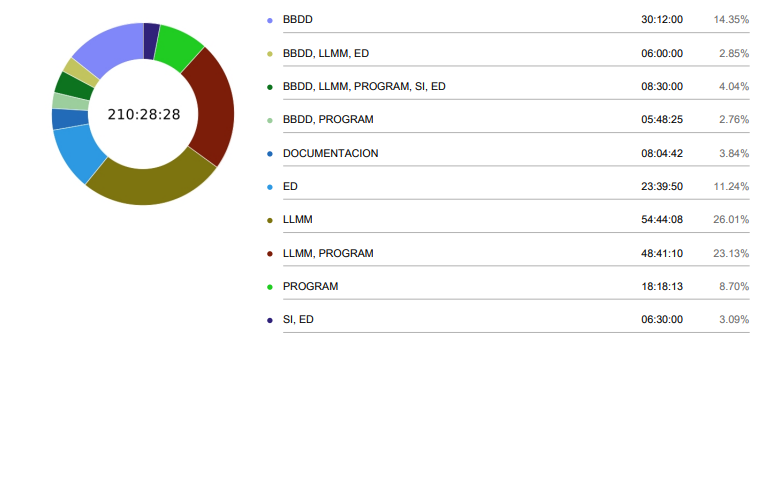 BBDD 30:12:00 14.35%
BBDD, LLMM, ED 06:00:00 2.85%
BBDD, LLMM, PROGRAM, SI, ED 08:30:00 4.04%
210:28:28
BBDD, PROGRAM 05:48:25 2.76%
DOCUMENTACION 08:04:42 3.84%
ED 23:39:50 11.24%
LLMM 54:44:08 26.01%
LLMM, PROGRAM 48:41:10 23.13%
PROGRAM 18:18:13 8.70%
SI, ED 06:30:00 3.09%